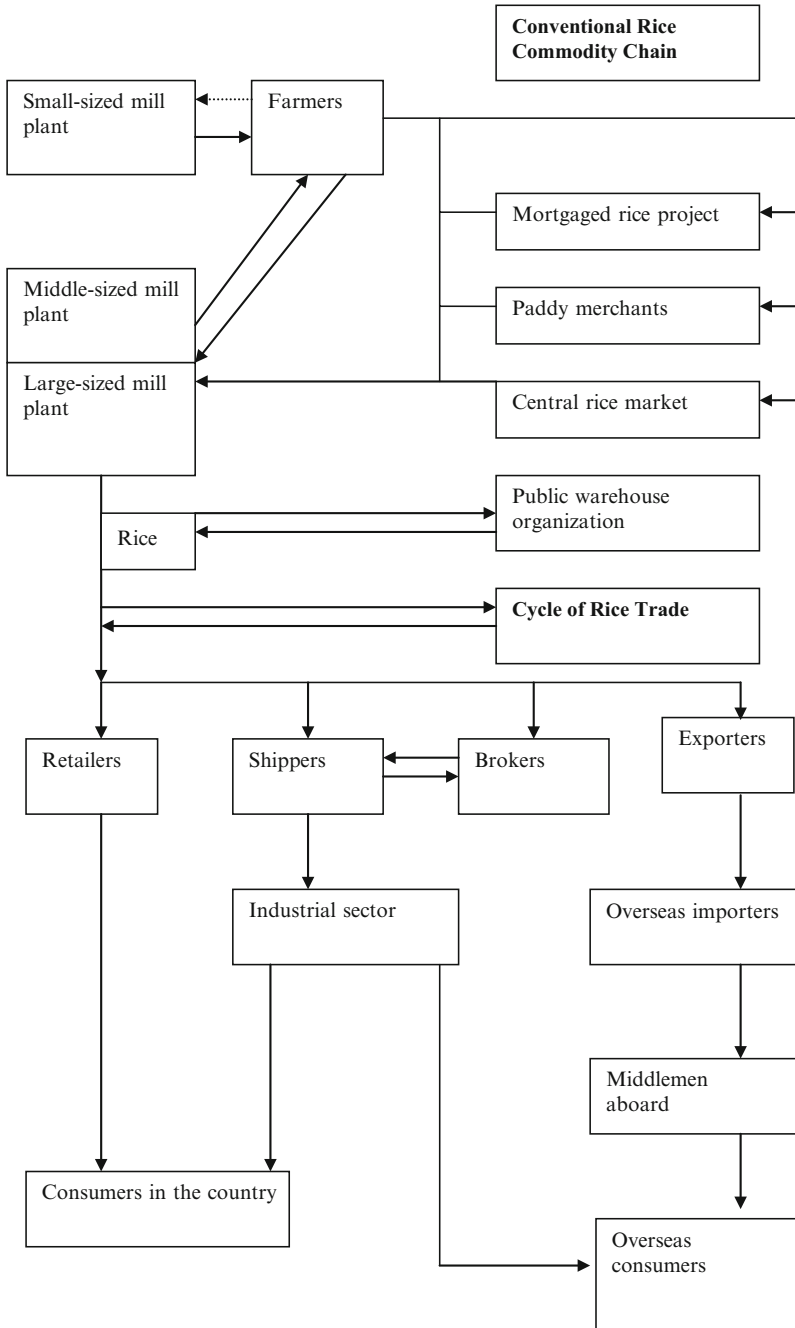 Conventional Rice
Commodity Chain
Small-sized mill
plant
Farmers
Mortgaged rice project
Middle-sized mill
plant
Paddy merchants
Large-sized mill
plant
Central rice market
Public warehouse
organization
Rice
Cycle of Rice Trade
Retailers
Shippers
Brokers
Exporters
Industrial sector
Overseas importers
Middlemen
aboard
Consumers in the country
Overseas
consumers